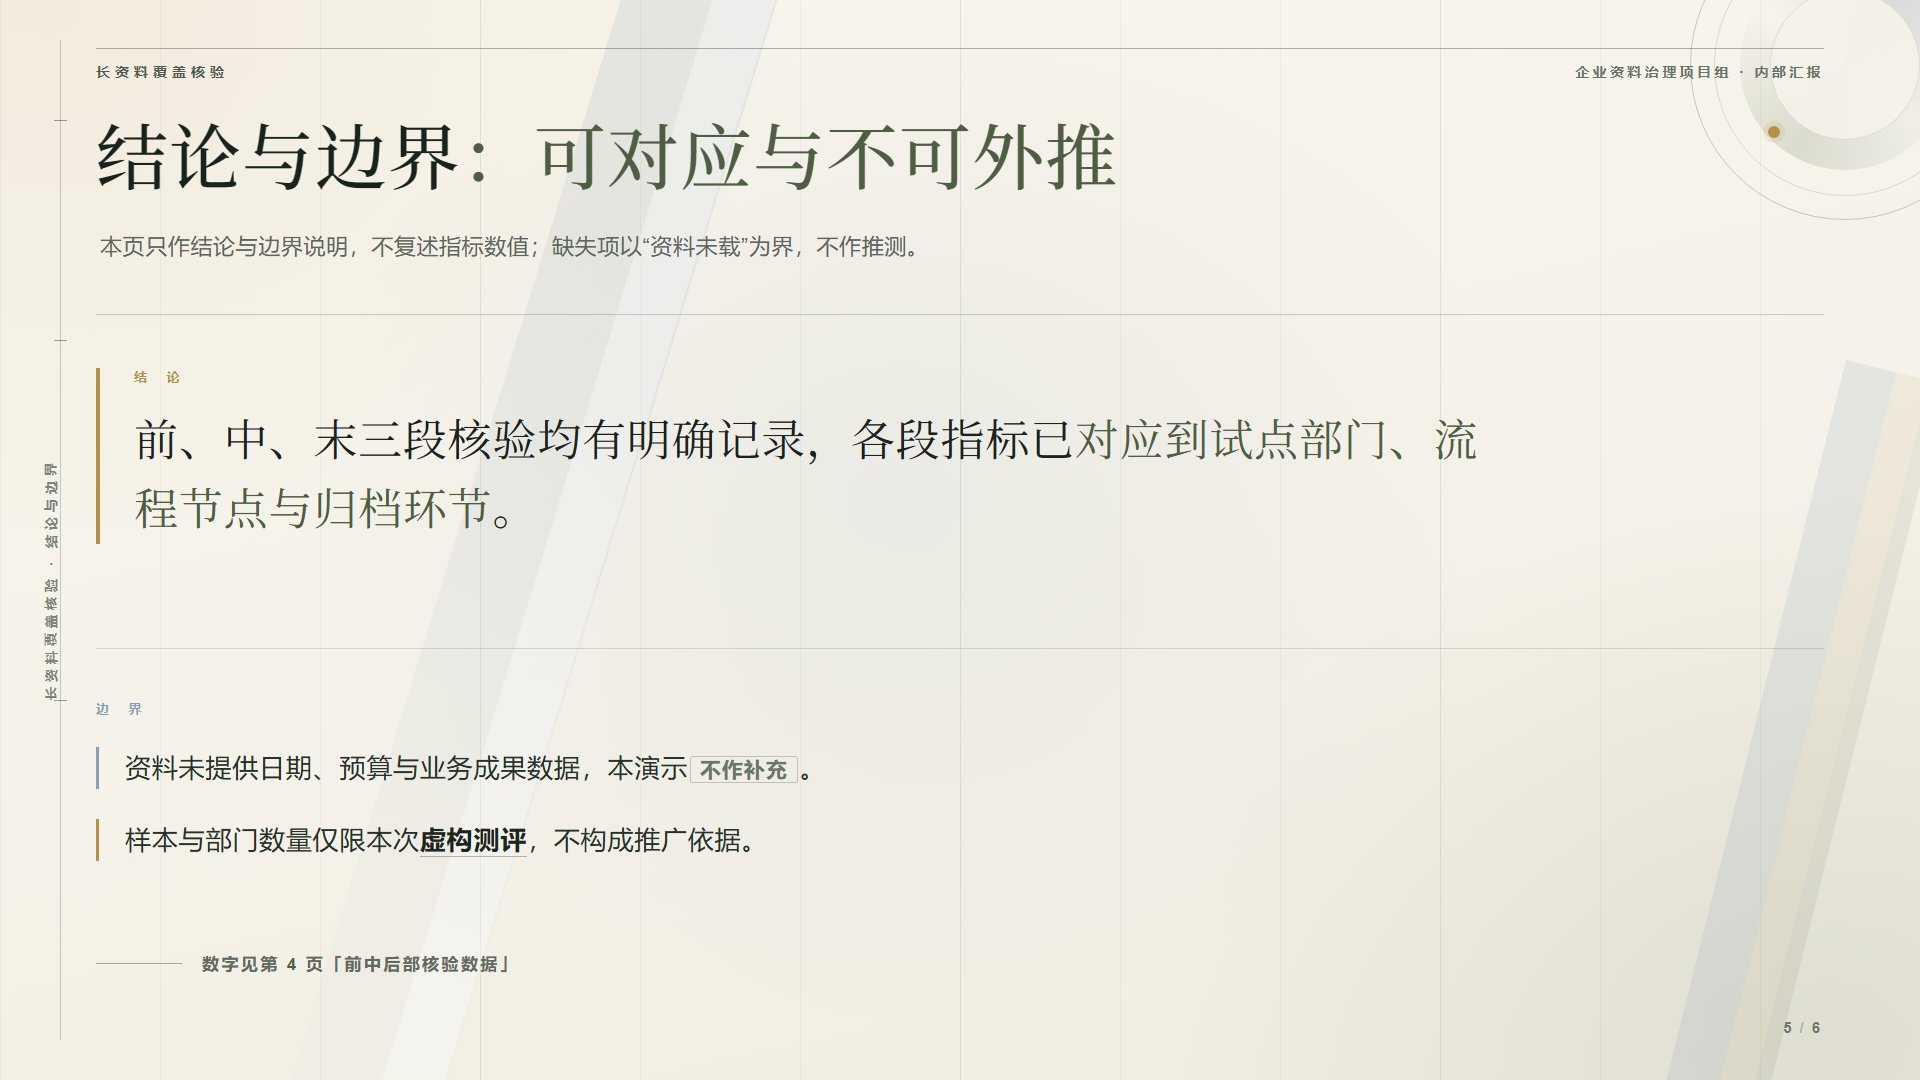 长资料覆盖核验
企业资料治理项目组 · 内部汇报
结论与边界：可对应与不可外推
本页只作结论与边界说明，不复述指标数值；缺失项以“资料未载”为界，不作推测。
结 论
前、中、末三段核验均有明确记录，各段指标已对应到试点部门、流
程节点与归档环节。
长资料覆盖核验 · 结论与边界
边 界
资料未提供日期、预算与业务成果数据，本演示 不作补充 。
样本与部门数量仅限本次虚构测评，不构成推广依据。
数字见第 4 页「前中后部核验数据」
5 / 6